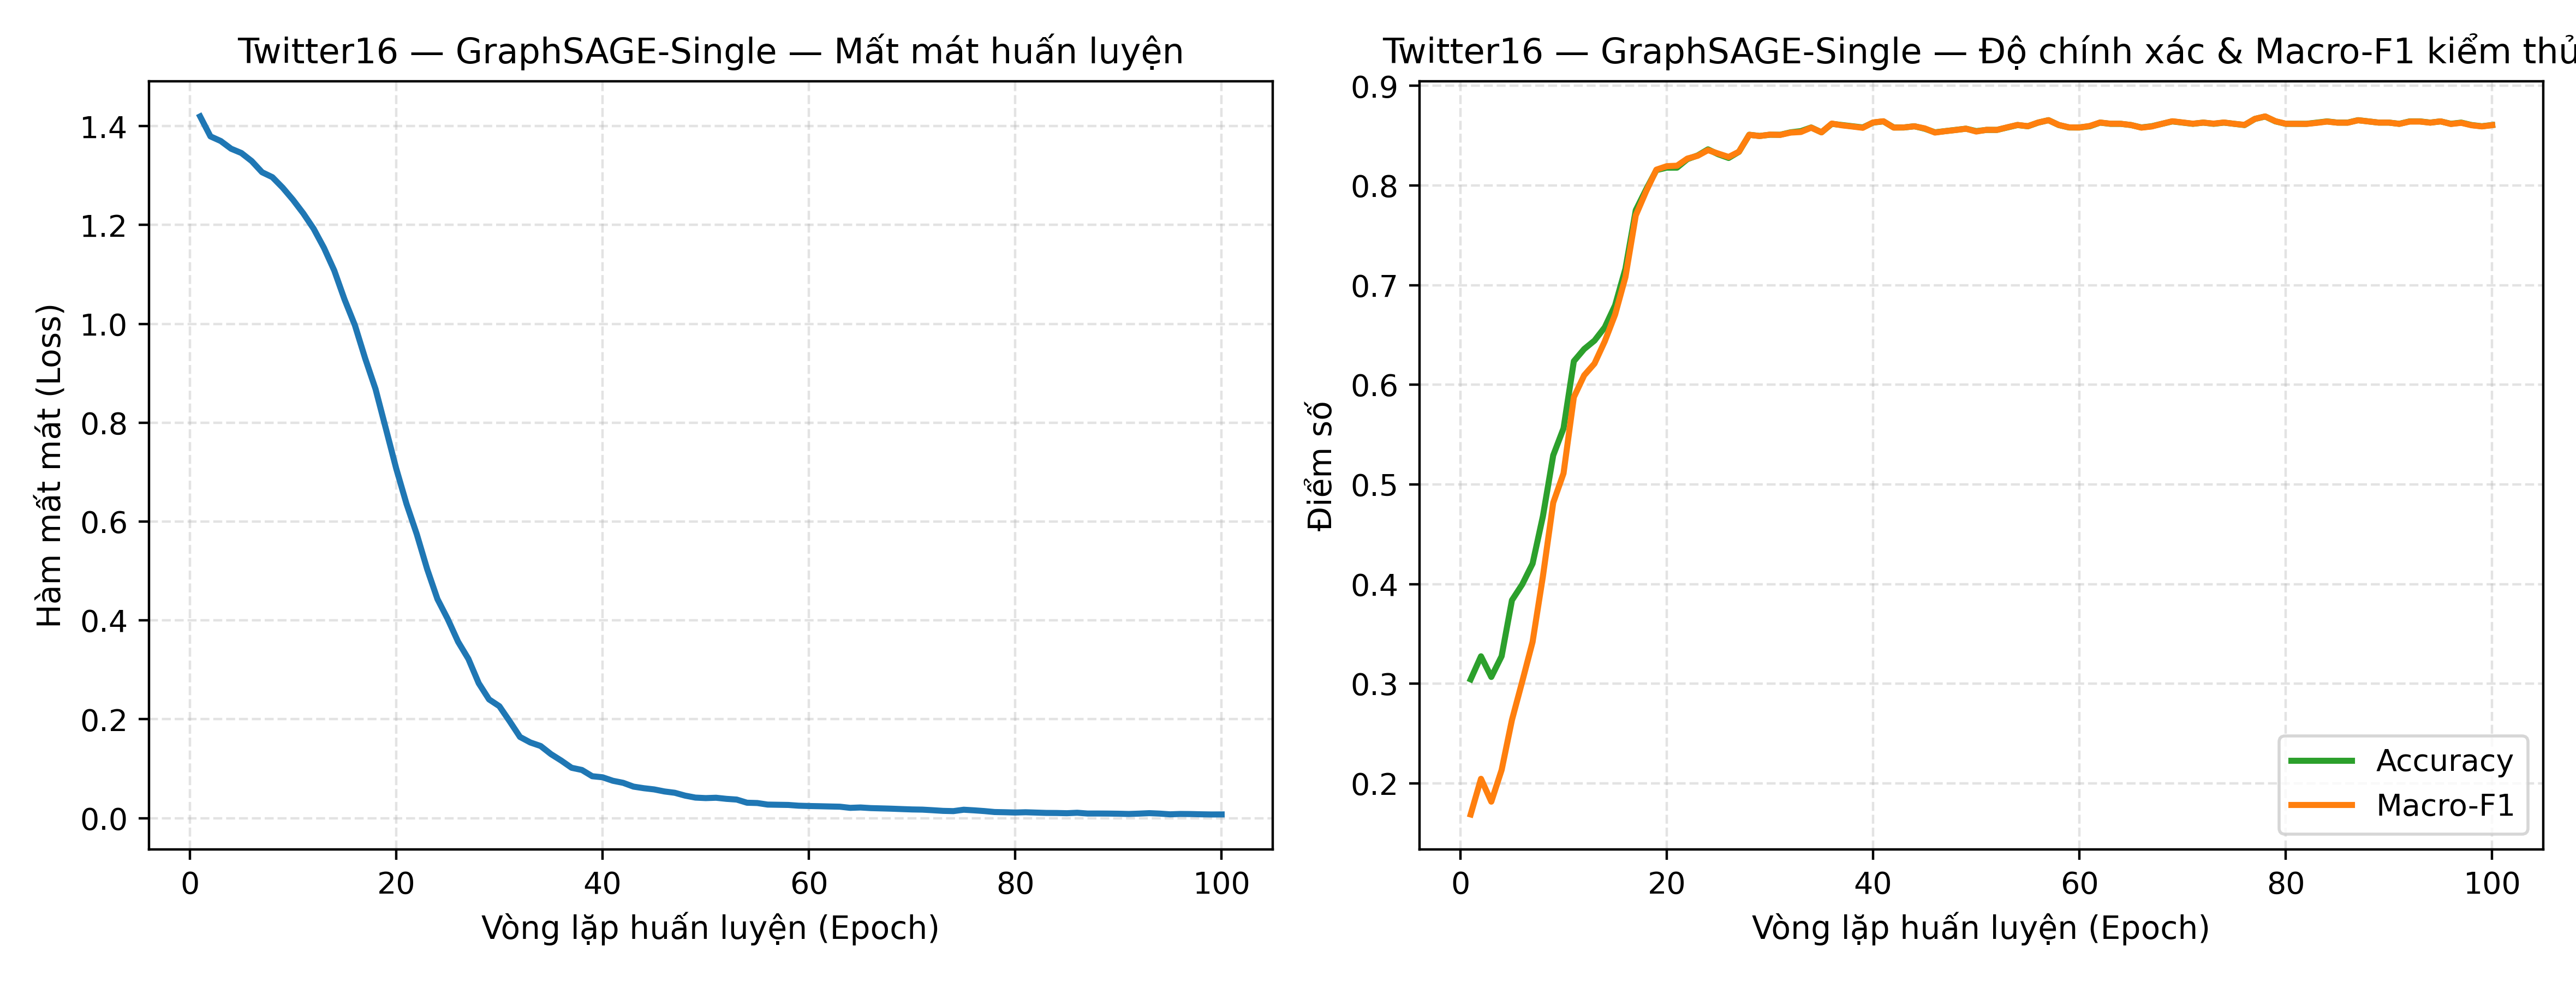 Twitter16 — GraphSAGE-Single — Mất mát huấn luyện
Hàm mất mát (Loss)
1.4
1.2
1.0
0.8
0.6
0.4
0.2
0.0
0 20 40 60 80 100
Vòng lặp huấn luyện (Epoch)
Twitter16 — GraphSAGE-Single — Độ chính xác & Macro-F1 kiểm thử
Điểm số
0.9
0.8
0.7
0.6
0.5
0.4
0.3
0.2
Accuracy
Macro-F1
0 20 40 60 80 100
Vòng lặp huấn luyện (Epoch)